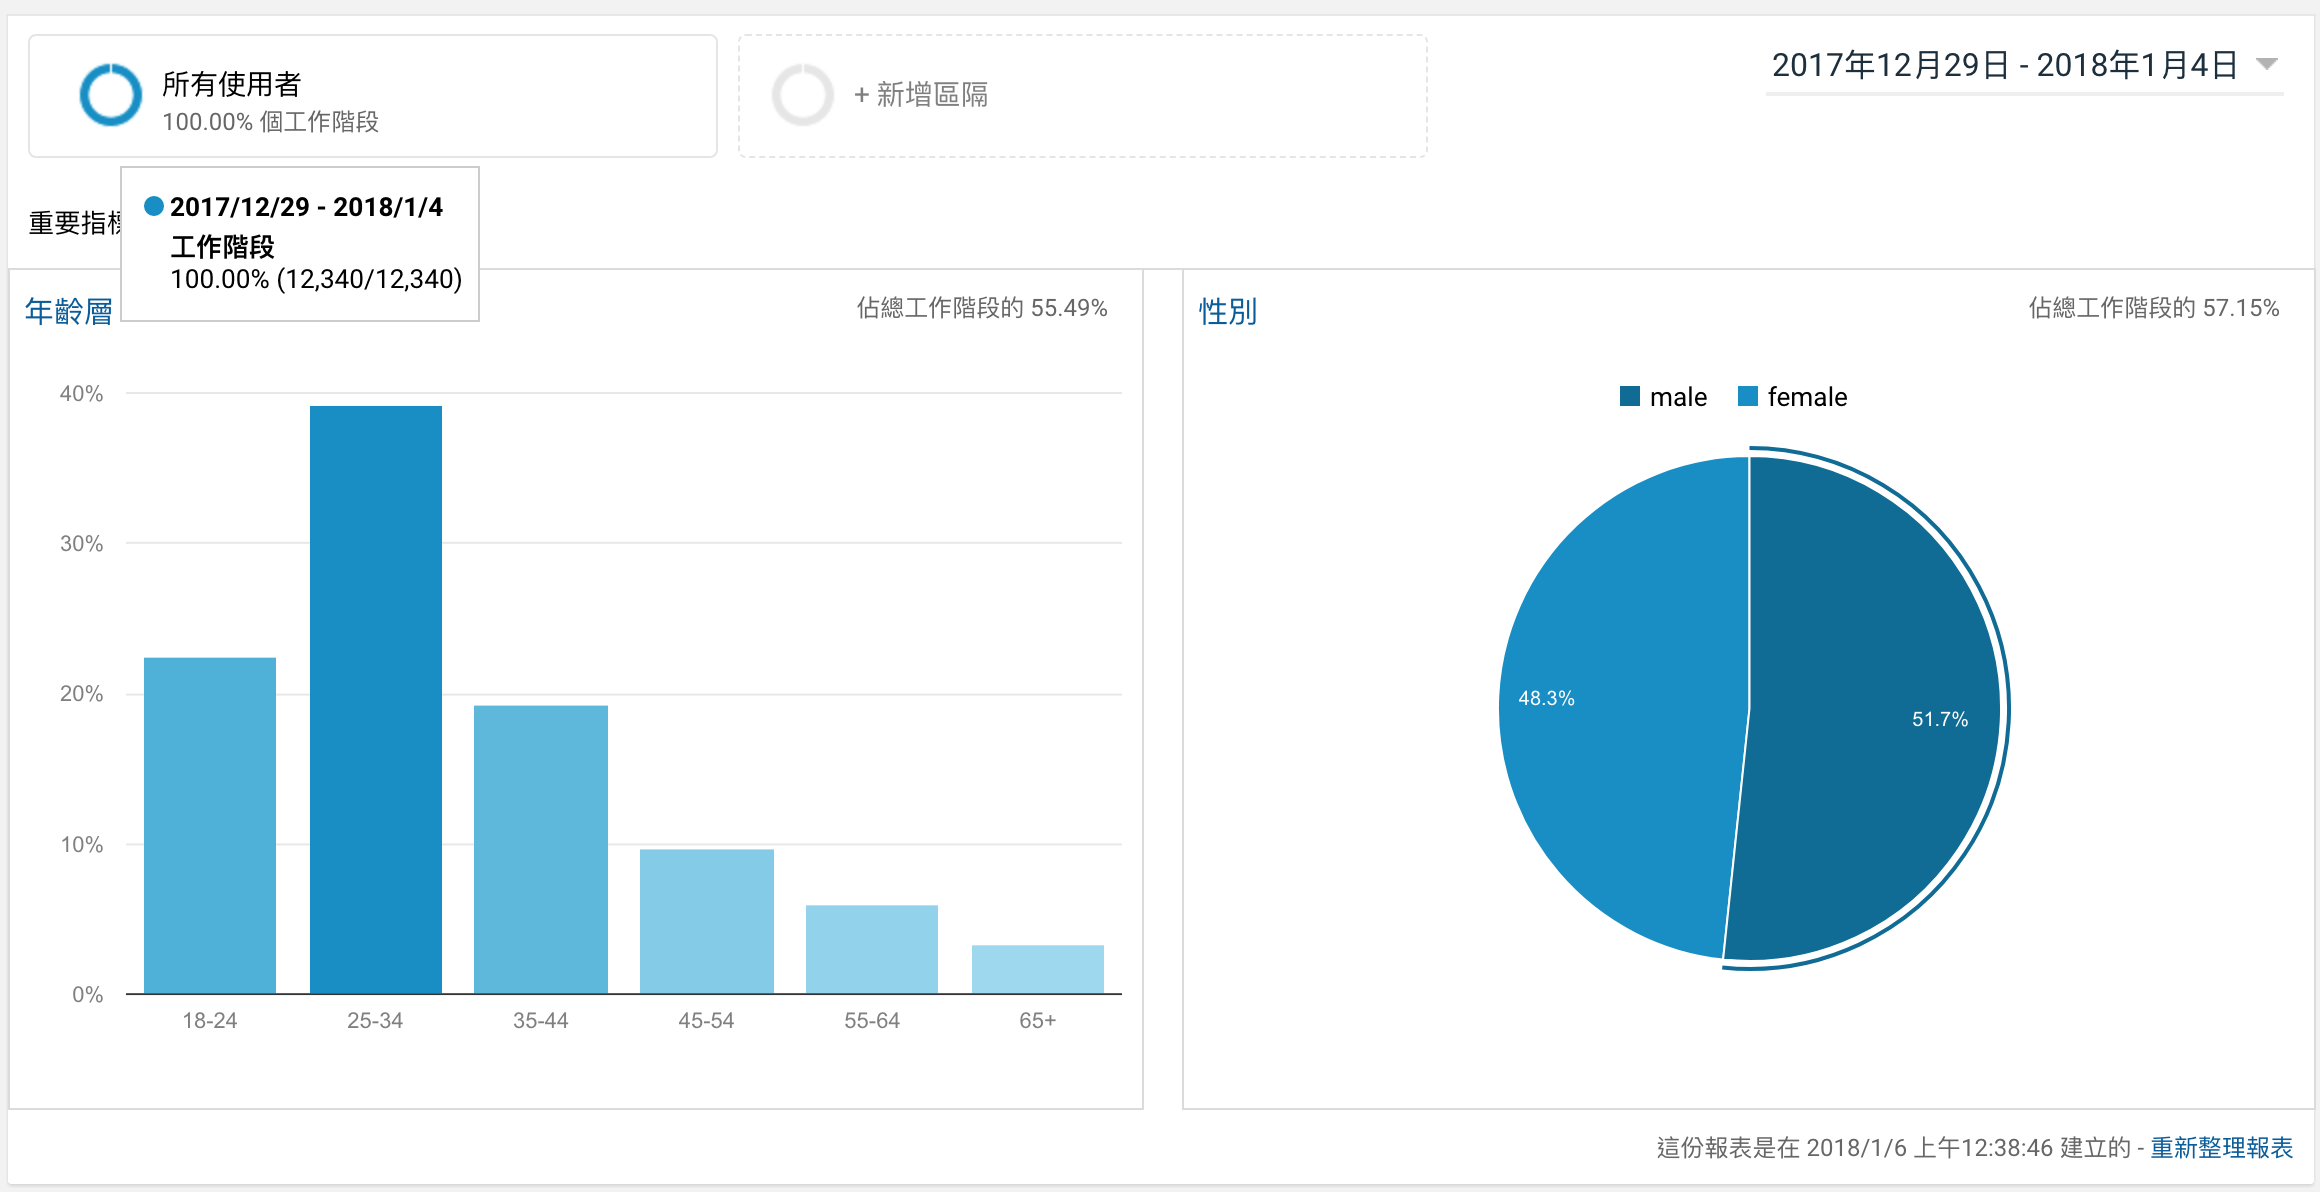 所有使用者
100.00% 個工作階段
+ 新增區隔
2017年12月29日 - 2018年1月4日
2017/12/29 - 2018/1/4
工作階段
100.00% (12,340/12,340)
重要指
年齡層
佔總工作階段的 55.49%
40%
30%
20%
10%
0%
18-24
25-34
35-44
45-54
55-64
65+
性別
佔總工作階段的 57.15%
male
female
48.3%
51.7%
這份報表是在 2018/1/6 上午12:38:46 建立的 - 重新整理報表